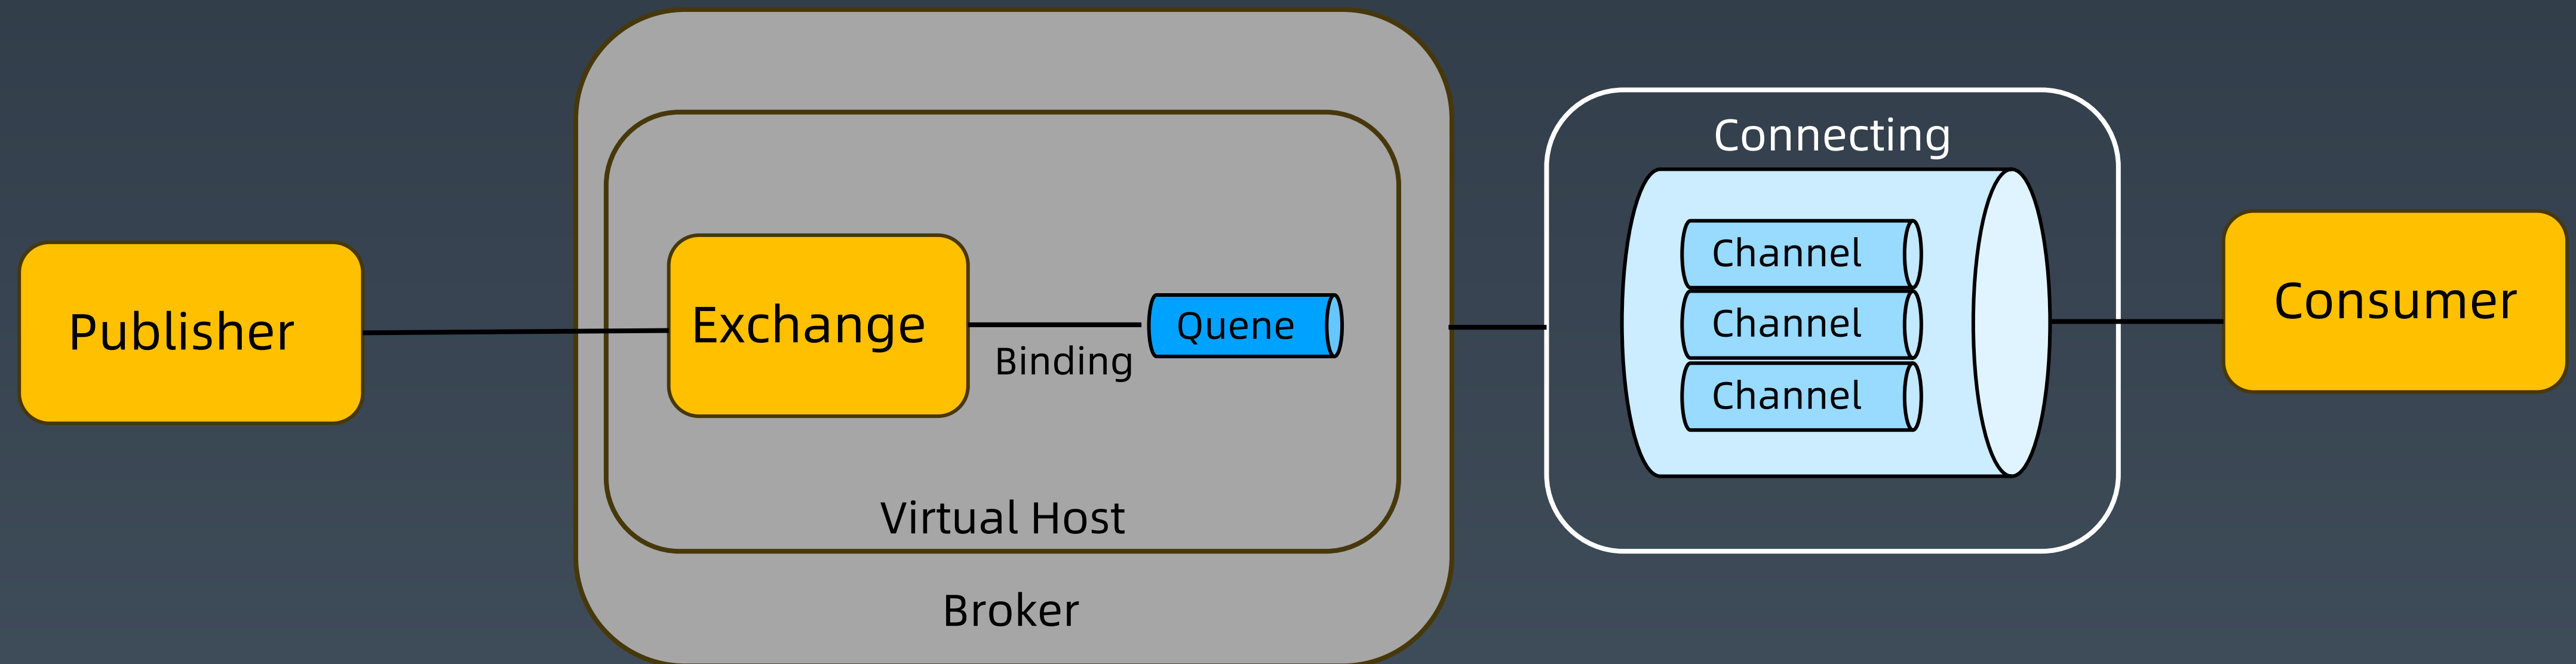 Publisher
Exchange
Binding
Quene
Virtual Host
Broker
Connecting
Channel
Channel
Channel
Consumer